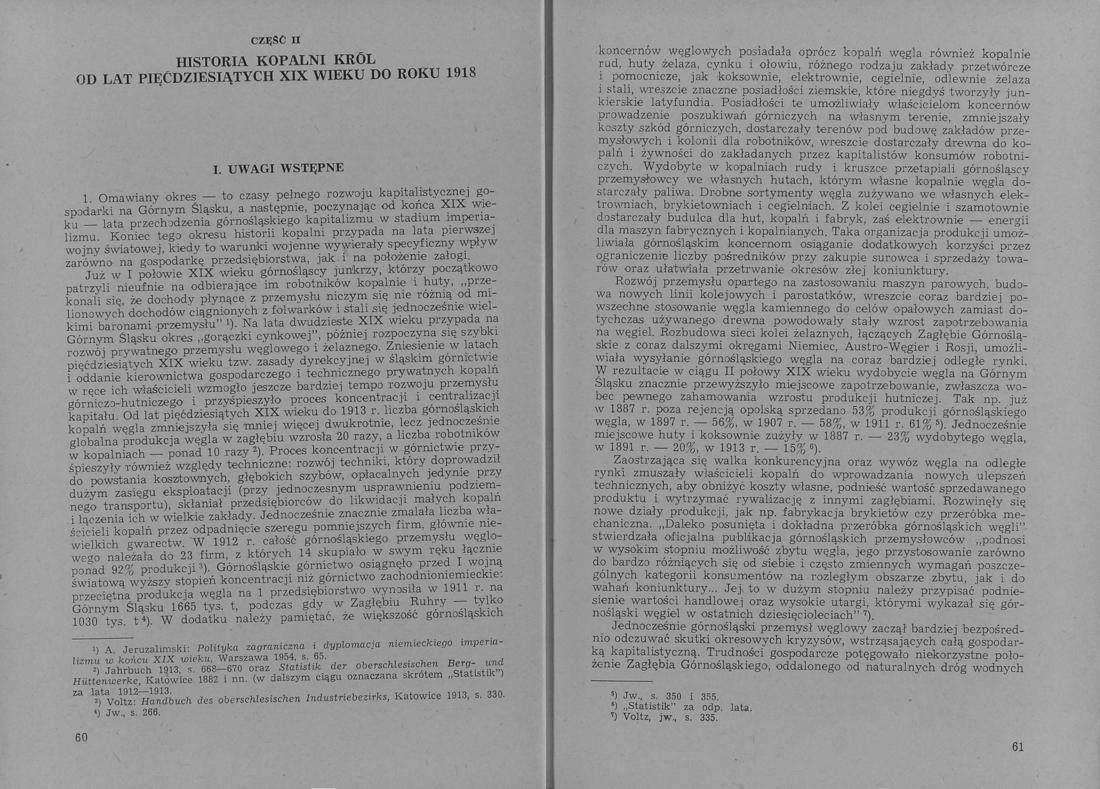 CZĘŚĆ II
HISTORIA KOPALNI KRÓL
OD LAT PIĘĆDZIESIĄTYCH XIX WIEKU DO ROKU 1918
I. UWAGI WSTĘPNE
1. Omawiany okres — to czasy pełnego rozwoju kapitalistycznej go-
spodarki na Górnym Śląsku, a następnie, poczynając od końca XIX wie-
ku — lata przechodzenia górnośląskiego kapitalizmu w stadium imperia-
lizmu. Koniec tego okresu historii kopalni przypada na lata pierwszej
wojny światowej, kiedy to warunki wojenne wywierały specyficzny wpływ
zarówno na gospodarkę przedsiębiorstwa, jak i na położenie załogi.
Już w I połowie XIX wieku górnośląscy junkrzy, którzy początkowo
patrzyli nieufnie na odbierające im robotników kopalnie i huty, „prze-
konali się, że dochody płynące z przemysłu niczym się nie różnią od mi-
lionowych dochodów ciągnionych z folwarków i stali się jednocześnie wiel-
kimi baronami przemysłu" ¹). Na lata dwudzieste XIX wieku przypada na
Górnym Śląsku okres „gorączki cynkowej", później rozpoczyna się szybki
rozwój prywatnego przemysłu węglowego i żelaznego. Zniesienie w latach
pięćdziesiątych XIX wieku tzw. zasady dyrekcyjnej w śląskim górnictwie
i oddanie kierownictwa gospodarczego i technicznego prywatnych kopalń
w ręce ich właścicieli wzmogło jeszcze bardziej tempo rozwoju przemysłu
górniczo-hutniczego i przyśpieszyło proces koncentracji i centralizacji
kapitału. Od lat pięćdziesiątych XIX wieku do 1913 r. liczba górnośląskich
kopalń węgla zmniejszyła się mniej więcej dwukrotnie, lecz jednocześnie
globalna produkcja węgla w zagłębiu wzrosła 20 razy, a liczba robotników
w kopalniach — ponad 10 razy ²). Proces koncentracji w górnictwie przy-
śpieszyły również względy techniczne: rozwój techniki, który doprowadził
do powstania kosztownych, głębokich szybów, opłacalnych jedynie przy
dużym zasięgu eksploatacji (przy jednoczesnym usprawnieniu podziem-
nego transportu), skłaniał przedsiębiorców do likwidacji małych kopalń
i łączenia ich w wielkie zakłady. Jednocześnie znacznie zmalała liczba wła-
ścicieli kopalń przez odpadnięcie szeregu pomniejszych firm, głównie nie-
wielkich gwarectw. W 1912 r. całość górnośląskiego przemysłu węglo-
wego należała do 23 firm, z których 14 skupiało w swym ręku łącznie
ponad 92% produkcji ³). Górnośląskie górnictwo osiągnęło przed I wojną
światową wyższy stopień koncentracji niż górnictwo zachodnioniemieckie:
przeciętna produkcja węgla na 1 przedsiębiorstwo wynosiła w 1911 r. na
Górnym Śląsku 1665 tys. t, podczas gdy w Zagłębiu Ruhry — tylko
1030 tys. t ⁴). W dodatku należy pamiętać, że większość górnośląskich
¹) A. Jeruzalimski: Polityka zagraniczna i dyplomacja niemieckiego imperia-
lizmu w końcu XIX wieku, Warszawa 1954, s. 65.
²) Jahrbuch 1913, s. 668—670 oraz Statistik der oberschlesischen Berg- und
Hüttenwerke, Katowice 1882 i nn. (w dalszym ciągu oznaczana skrótem „Statistik")
za lata 1912—1913.
³) Voltz: Handbuch des oberschlesischen Industriebezirks, Katowice 1913, s. 330.
⁴) Jw., s. 266.
60
koncernów węglowych posiadała oprócz kopalń węgla również kopalnie
rud, huty żelaza, cynku i ołowiu, różnego rodzaju zakłady przetwórcze
i pomocnicze, jak koksownie, elektrownie, cegielnie, odlewnie żelaza
i stali, wreszcie znaczne posiadłości ziemskie, które niegdyś tworzyły jun-
kierskie latyfundia. Posiadłości te umożliwiały właścicielom koncernów
prowadzenie poszukiwań górniczych na własnym terenie, zmniejszały
koszty szkód górniczych, dostarczały terenów pod budowę zakładów prze-
mysłowych i kolonii dla robotników, wreszcie dostarczały drewna do ko-
palń i żywności do zakładanych przez kapitalistów konsumów robotni-
czych. Wydobyte w kopalniach rudy i kruszce przetapiali górnośląscy
przemysłowcy we własnych hutach, którym własne kopalnie węgla do-
starczały paliwa. Drobne sortymenty węgla zużywano we własnych elek-
trowniach, brykietowniach i cegielniach. Z kolei cegielnie i szamotownie
dostarczały budulca dla hut, kopalń i fabryk, zaś elektrownie — energii
dla maszyn fabrycznych i kopalnianych. Taka organizacja produkcji umoż-
liwiała górnośląskim koncernom osiąganie dodatkowych korzyści przez
ograniczenie liczby pośredników przy zakupie surowca i sprzedaży towa-
rów oraz ułatwiała przetrwanie okresów złej koniunktury.
Rozwój przemysłu opartego na zastosowaniu maszyn parowych, budo-
wa nowych linii kolejowych i parostatków, wreszcie coraz bardziej po-
wszechne stosowanie węgla kamiennego do celów opałowych zamiast do-
tychczas używanego drewna powodowały stały wzrost zapotrzebowania
na węgiel. Rozbudowa sieci kolei żelaznych, łączących Zagłębie Górnoślą-
skie z coraz dalszymi okręgami Niemiec, Austro-Węgier i Rosji, umożli-
wiała wysyłanie górnośląskiego węgla na coraz bardziej odległe rynki.
W rezultacie w ciągu II połowy XIX wieku wydobycie węgla na Górnym
Śląsku znacznie przewyższyło miejscowe zapotrzebowanie, zwłaszcza wo-
bec pewnego zahamowania wzrostu produkcji hutniczej. Tak np. już
w 1887 r. poza rejencją opolską sprzedano 53% produkcji górnośląskiego
węgla, w 1897 r. — 56%, w 1907 r. — 58%, w 1911 r. 61% ⁵). Jednocześnie
miejscowe huty i koksownie zużyły w 1887 r. — 23% wydobytego węgla,
w 1891 r. — 20%, w 1913 r. — 15% ⁶).
Zaostrzająca się walka konkurencyjna oraz wywóz węgla na odległe
rynki zmuszały właścicieli kopalń do wprowadzania nowych ulepszeń
technicznych, aby obniżyć koszty własne, podnieść wartość sprzedawanego
produktu i wytrzymać rywalizację z innymi zagłębiami. Rozwinęły się
nowe działy produkcji, jak np. fabrykacja brykietów czy przeróbka me-
chaniczna. „Daleko posunięta i dokładna przeróbka górnośląskich węgli"
stwierdzała oficjalna publikacja górnośląskich przemysłowców „podnosi
w wysokim stopniu możliwość zbytu węgla, jego przystosowanie zarówno
do bardzo różniących się od siebie i często zmiennych wymagań poszcze-
gólnych kategorii konsumentów na rozległym obszarze zbytu, jak i do
wahań koniunktury... Jej to w dużym stopniu należy przypisać podnie-
sienie wartości handlowej oraz wysokie utargi, którymi wykazał się gór-
nośląski węgiel w ostatnich dziesięcioleciach" ⁷).
Jednocześnie górnośląski przemysł węglowy zaczął bardziej bezpośred-
nio odczuwać skutki okresowych kryzysów, wstrząsających całą gospodar-
ką kapitalistyczną. Trudności gospodarcze potęgowało niekorzystne poło-
żenie Zagłębia Górnośląskiego, oddalonego od naturalnych dróg wodnych
⁵) Jw., s. 350 i 355.
⁶) „Statistik" za odp. lata.
⁷) Voltz, jw., s. 335.
61